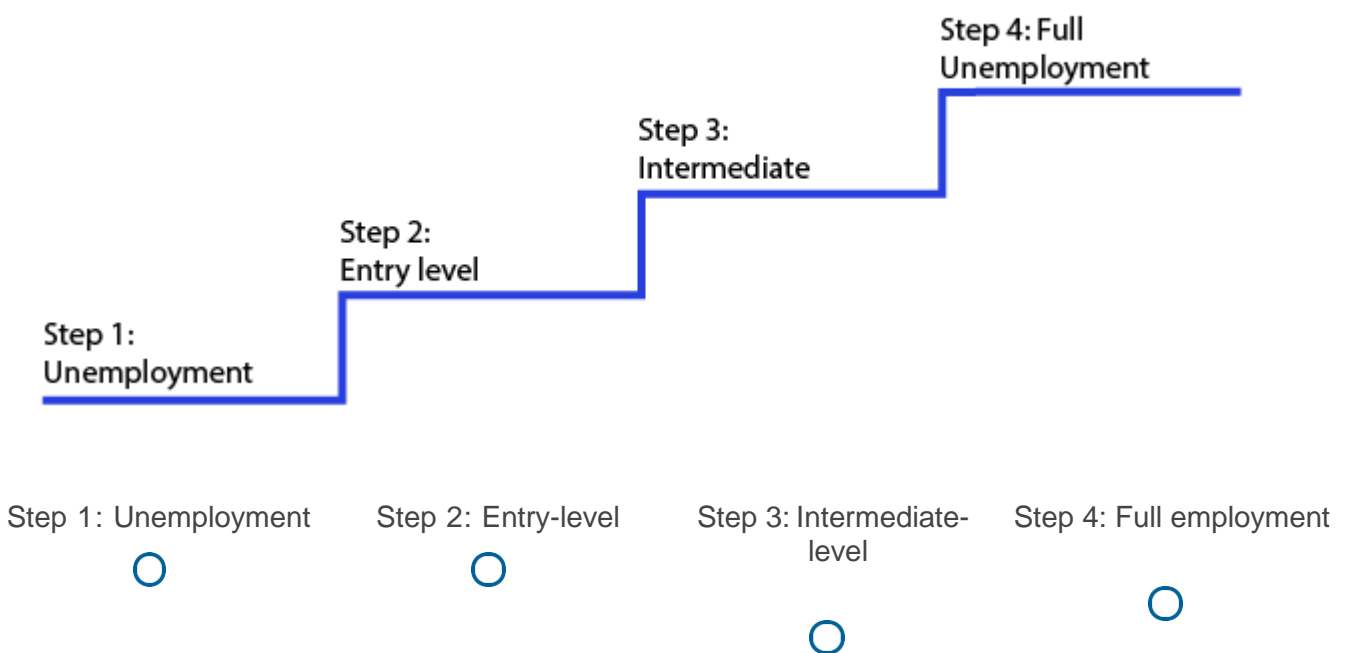 Step 4: Full
Unemployment
Step 3:
Intermediate
Step 2:
Entry level
Step 1:
Unemployment
Step 1: Unemployment
Step 2: Entry-level
Step 3: Intermediate-
level
Step 4: Full employment